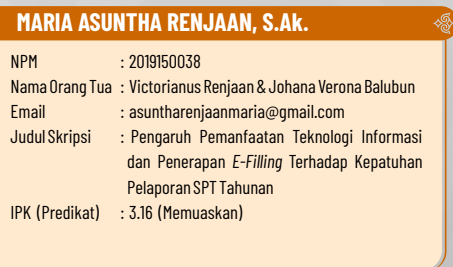 MARIA ASUNTHA RENJAAN, S.Ak.
NPM : 2019150038
Nama Orang Tua : Victorianus Renjaan & Johana Verona Balubun
Email : asuntharenjaanmaria@gmail.com
Judul Skripsi : Pengaruh Pemanfaatan Teknologi Informasi
dan Penerapan E-Filling Terhadap Kepatuhan
Pelaporan SPT Tahunan
IPK (Predikat) : 3.16 (Memuaskan)